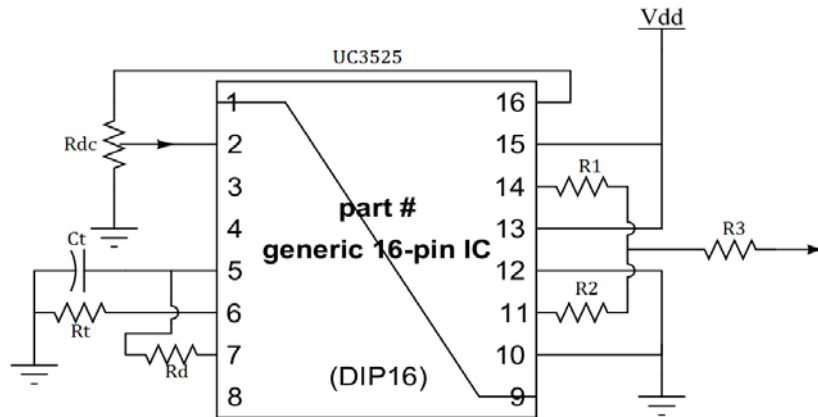 Vdd
UC3525
1 16
Rdc 2 15
3 14 R1
part #
4 13 R3
Ct generic 16-pin IC
5 12
Rt 6 11 R2
Rd 7 10
(DIP16)
8 9